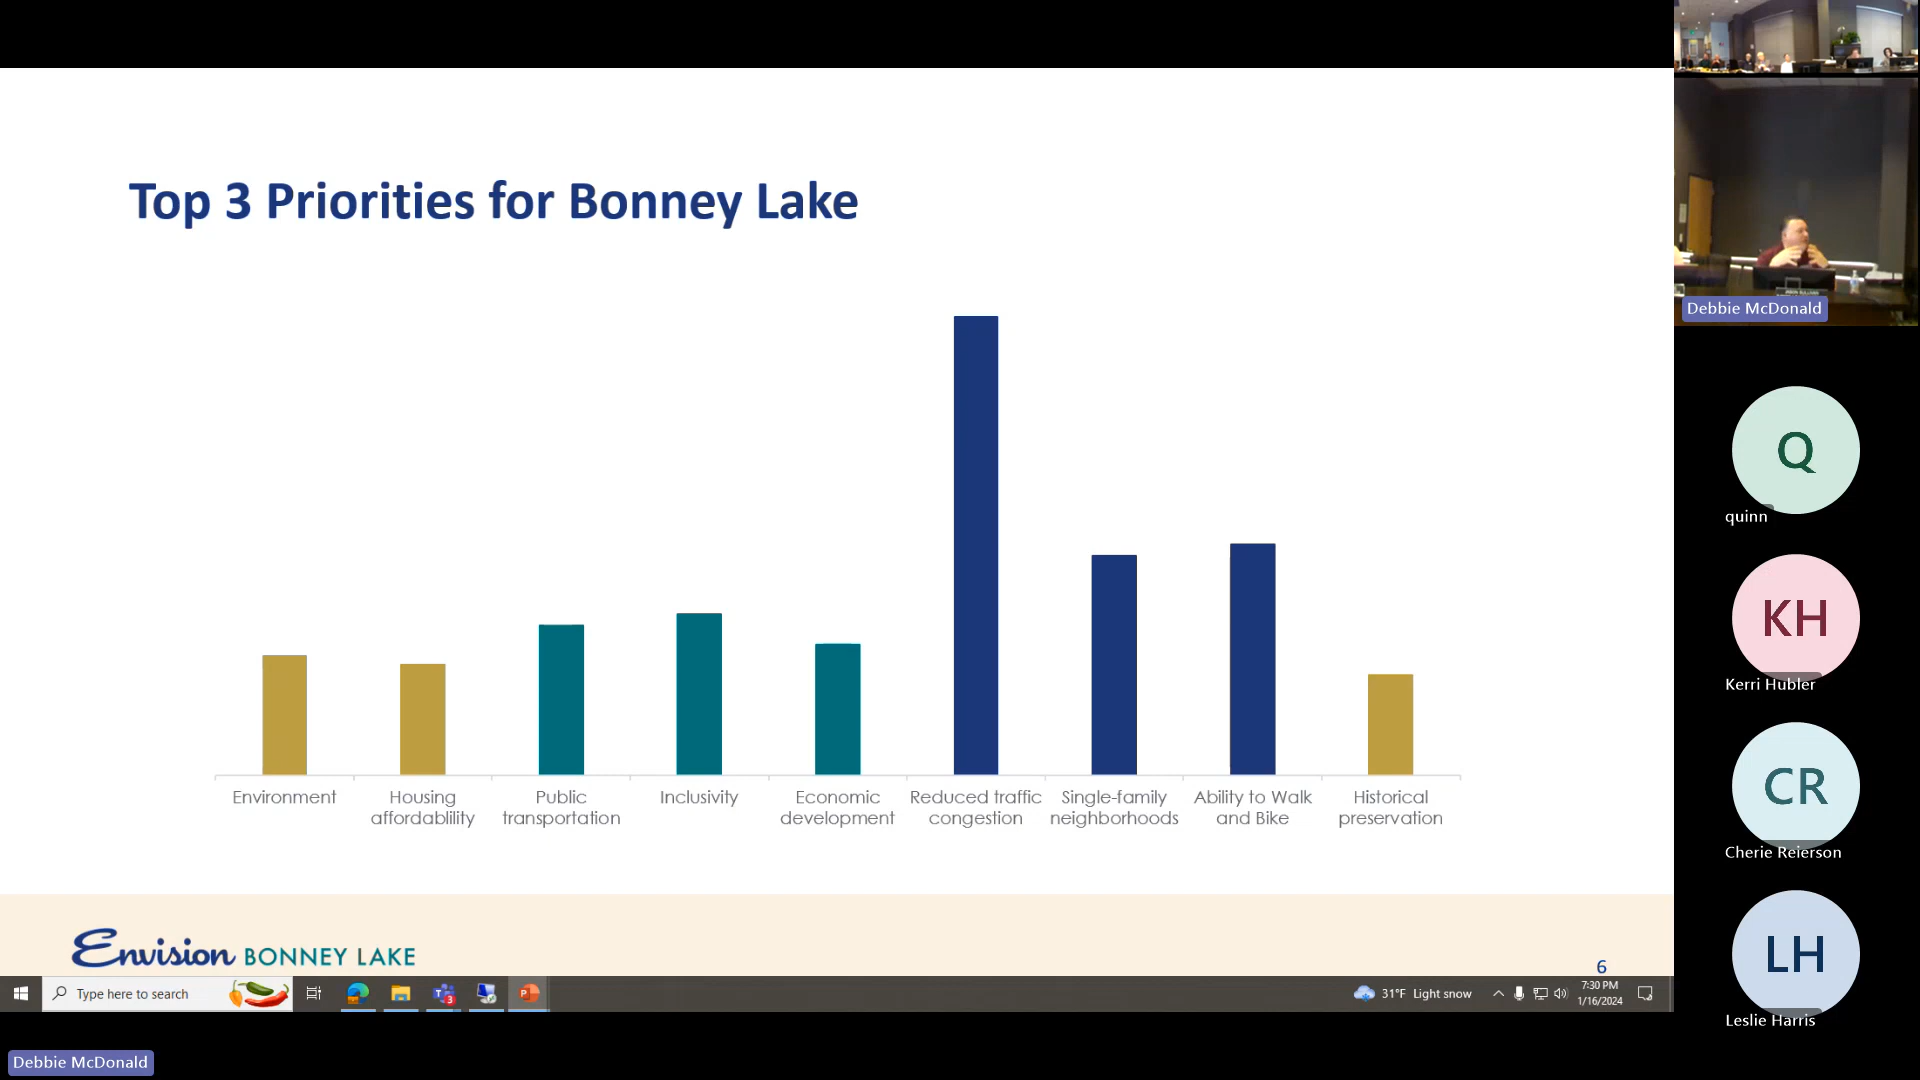 Top 3 Priorities for Bonney Lake
Environment
Housing
affordablility
Public
transportation
Inclusivity
Economic
development
Reduced traffic
congestion
Single-family
neighborhoods
Ability to Walk
and Bike
Historical
preservation
Envision BONNEY LAKE
6
Type here to search
3
31°F Light snow
7:30 PM
1/16/2024
Debbie McDonald
Debbie McDonald
Q
quinn
KH
Kerri Hubler
CR
Cherie Reierson
LH
Leslie Harris